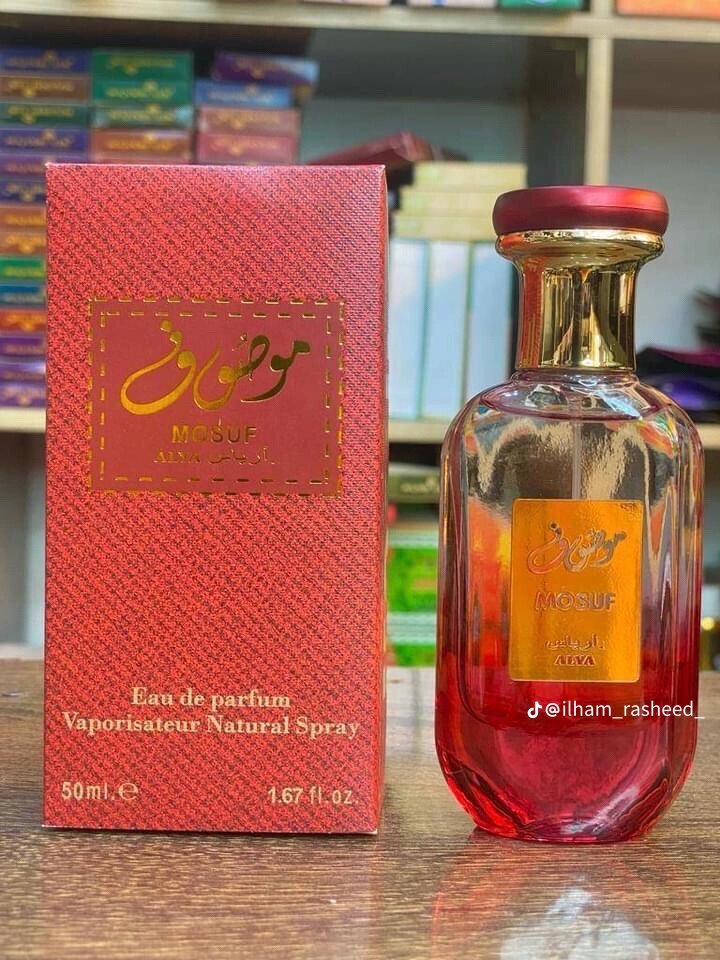 موصوف
MOSUF
ALVA
Eau de parfum
Vaporisateur Natural Spray
50ml.e
1.67 fl.oz.
موصوف
MOSUF
ALVA
@ilham_rasheed_